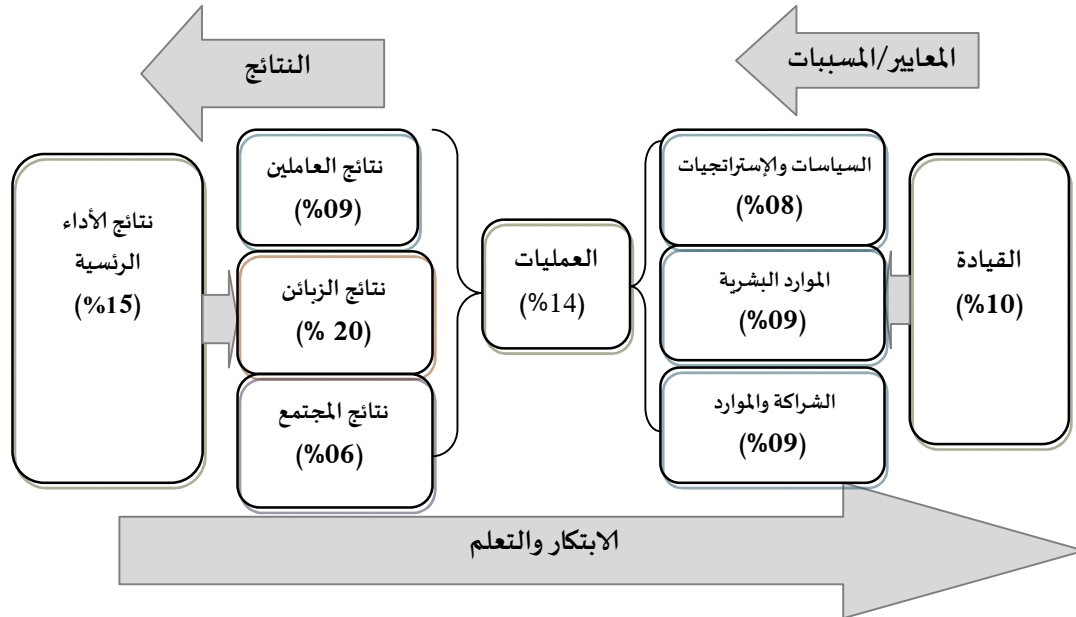 المعايير/المسببات
النتائج
القيادة
(%10)
السياسات والإستراتجيات
(%08)
الموارد البشرية
(%09)
الشراكة والموارد
(%09)
العمليات
(%14)
نتائج العاملين
(%09)
نتائج الزبائن
(% 20)
نتائج المجتمع
(%06)
نتائج الأداء
الرئسية
(%15)
الابتكار والتعلم